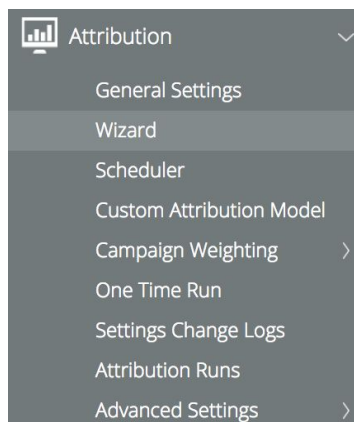 Attribution
General Settings
Wizard
Scheduler
Custom Attribution Model
Campaign Weighting
One Time Run
Settings Change Logs
Attribution Runs
Advanced Settings